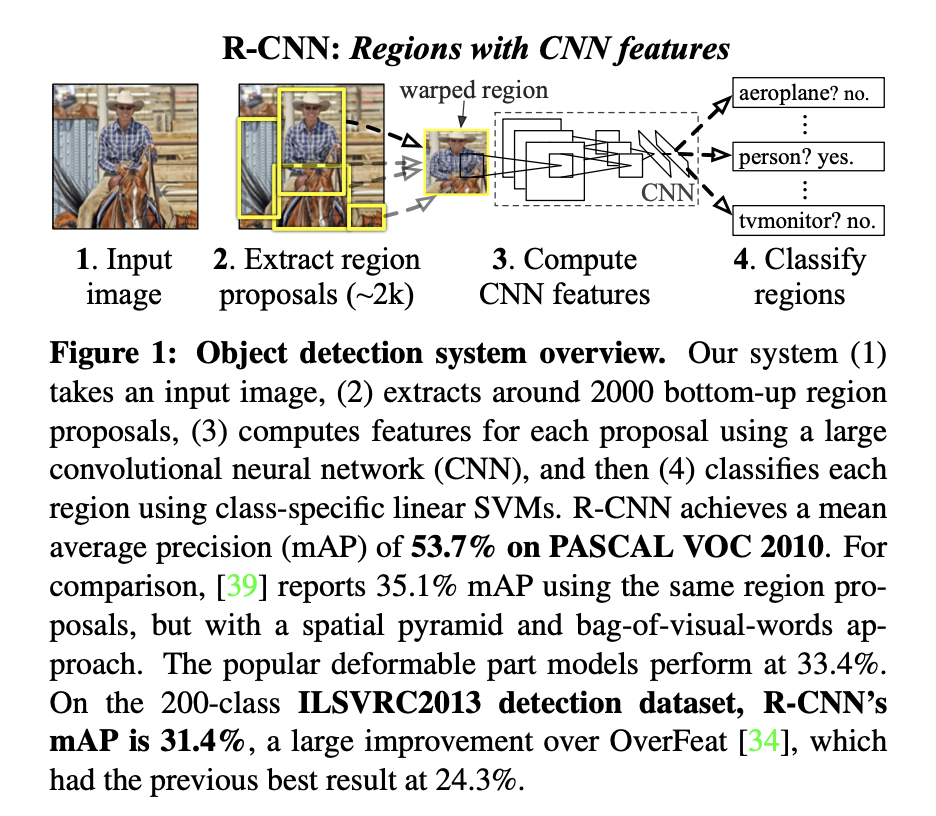 R-CNN: Regions with CNN features
warped region
aeroplane? no.
person? yes.
CNN
tvmonitor? no.
1. Input
image
2. Extract region
proposals (~2k)
3. Compute
CNN features
4. Classify
regions
Figure 1: Object detection system overview. Our system (1)
takes an input image, (2) extracts around 2000 bottom-up region
proposals, (3) computes features for each proposal using a large
convolutional neural network (CNN), and then (4) classifies each
region using class-specific linear SVMs. R-CNN achieves a mean
average precision (mAP) of 53.7% on PASCAL VOC 2010. For
comparison, [39] reports 35.1% mAP using the same region pro-
posals, but with a spatial pyramid and bag-of-visual-words ap-
proach. The popular deformable part models perform at 33.4%.
On the 200-class ILSVRC2013 detection dataset, R-CNN’s
mAP is 31.4%, a large improvement over OverFeat [34], which
had the previous best result at 24.3%.